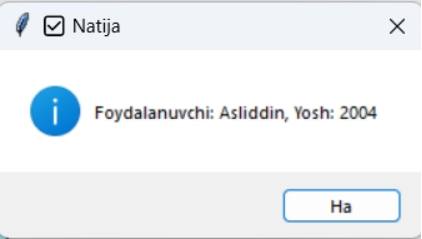 ☑ Natija
Foydalanuvchi: Asliddin, Yosh: 2004
Ha